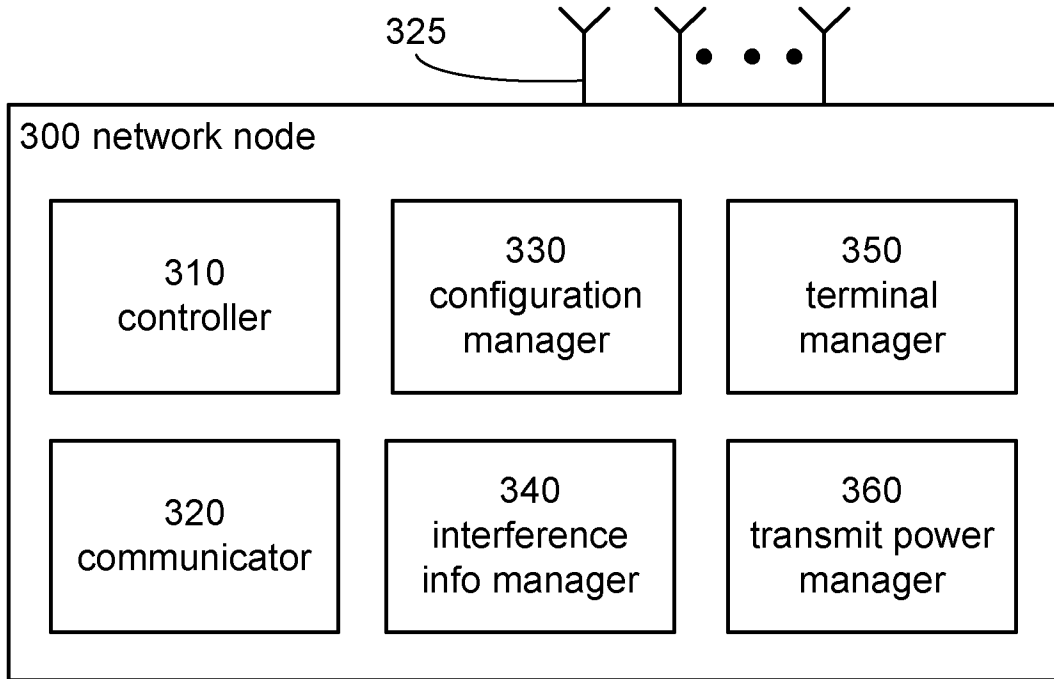 325
300 network node
310
controller
330
configuration
manager
350
terminal
manager
320
communicator
340
interference
info manager
360
transmit power
manager